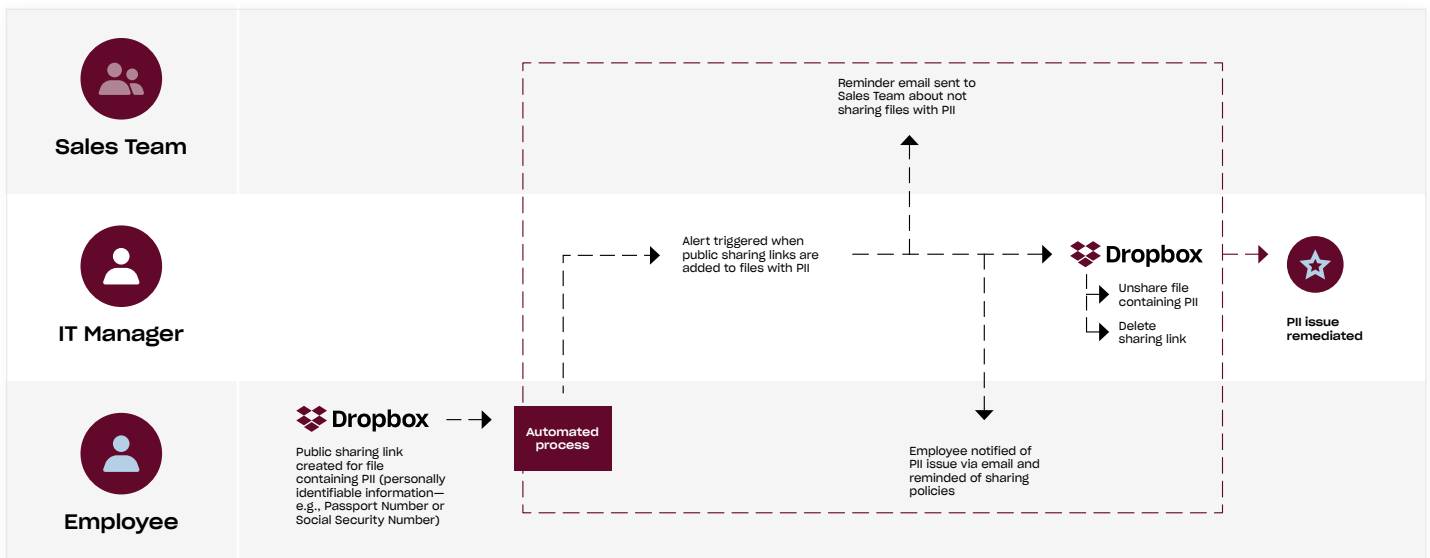 Sales Team
Reminder email sent to
Sales Team about not
sharing files with PII
IT Manager
Alert triggered when
public sharing links are
added to files with PII
Dropbox
Unshare file
containing PII
Delete
sharing link
PII issue
remediated
Employee
Dropbox
Public sharing link
created for file
containing PII (personally
identifiable information—
e.g., Passport Number or
Social Security Number)
Automated
process
Employee notified of
PII issue via email and
reminded of sharing
policies